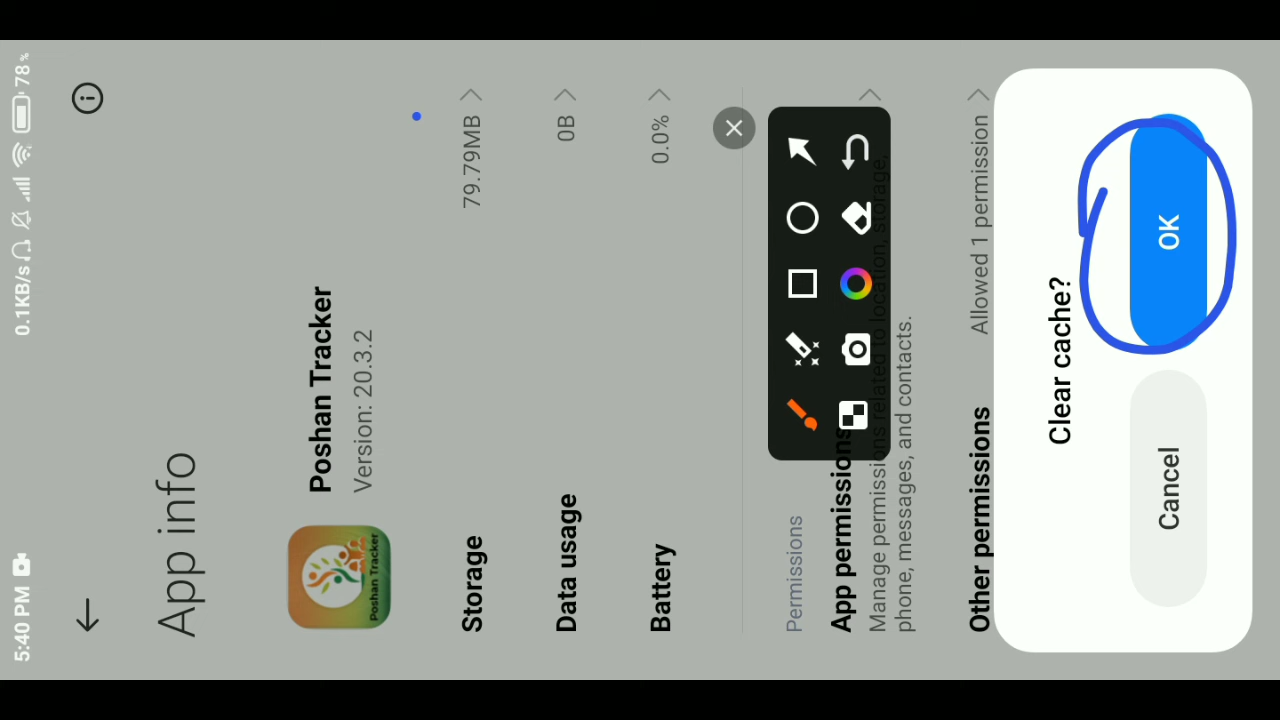 5:40 PM 0.1KB/s 78%
App info
Poshan Tracker
Poshan Tracker
Version: 20.3.2
Storage 79.79MB
Data usage 0B
Battery 0.0%
Permissions
App permissions
Manage permissions related to location, storage,
phone, messages, and contacts.
Other permissions Allowed 1 permission
Clear cache?
Cancel OK